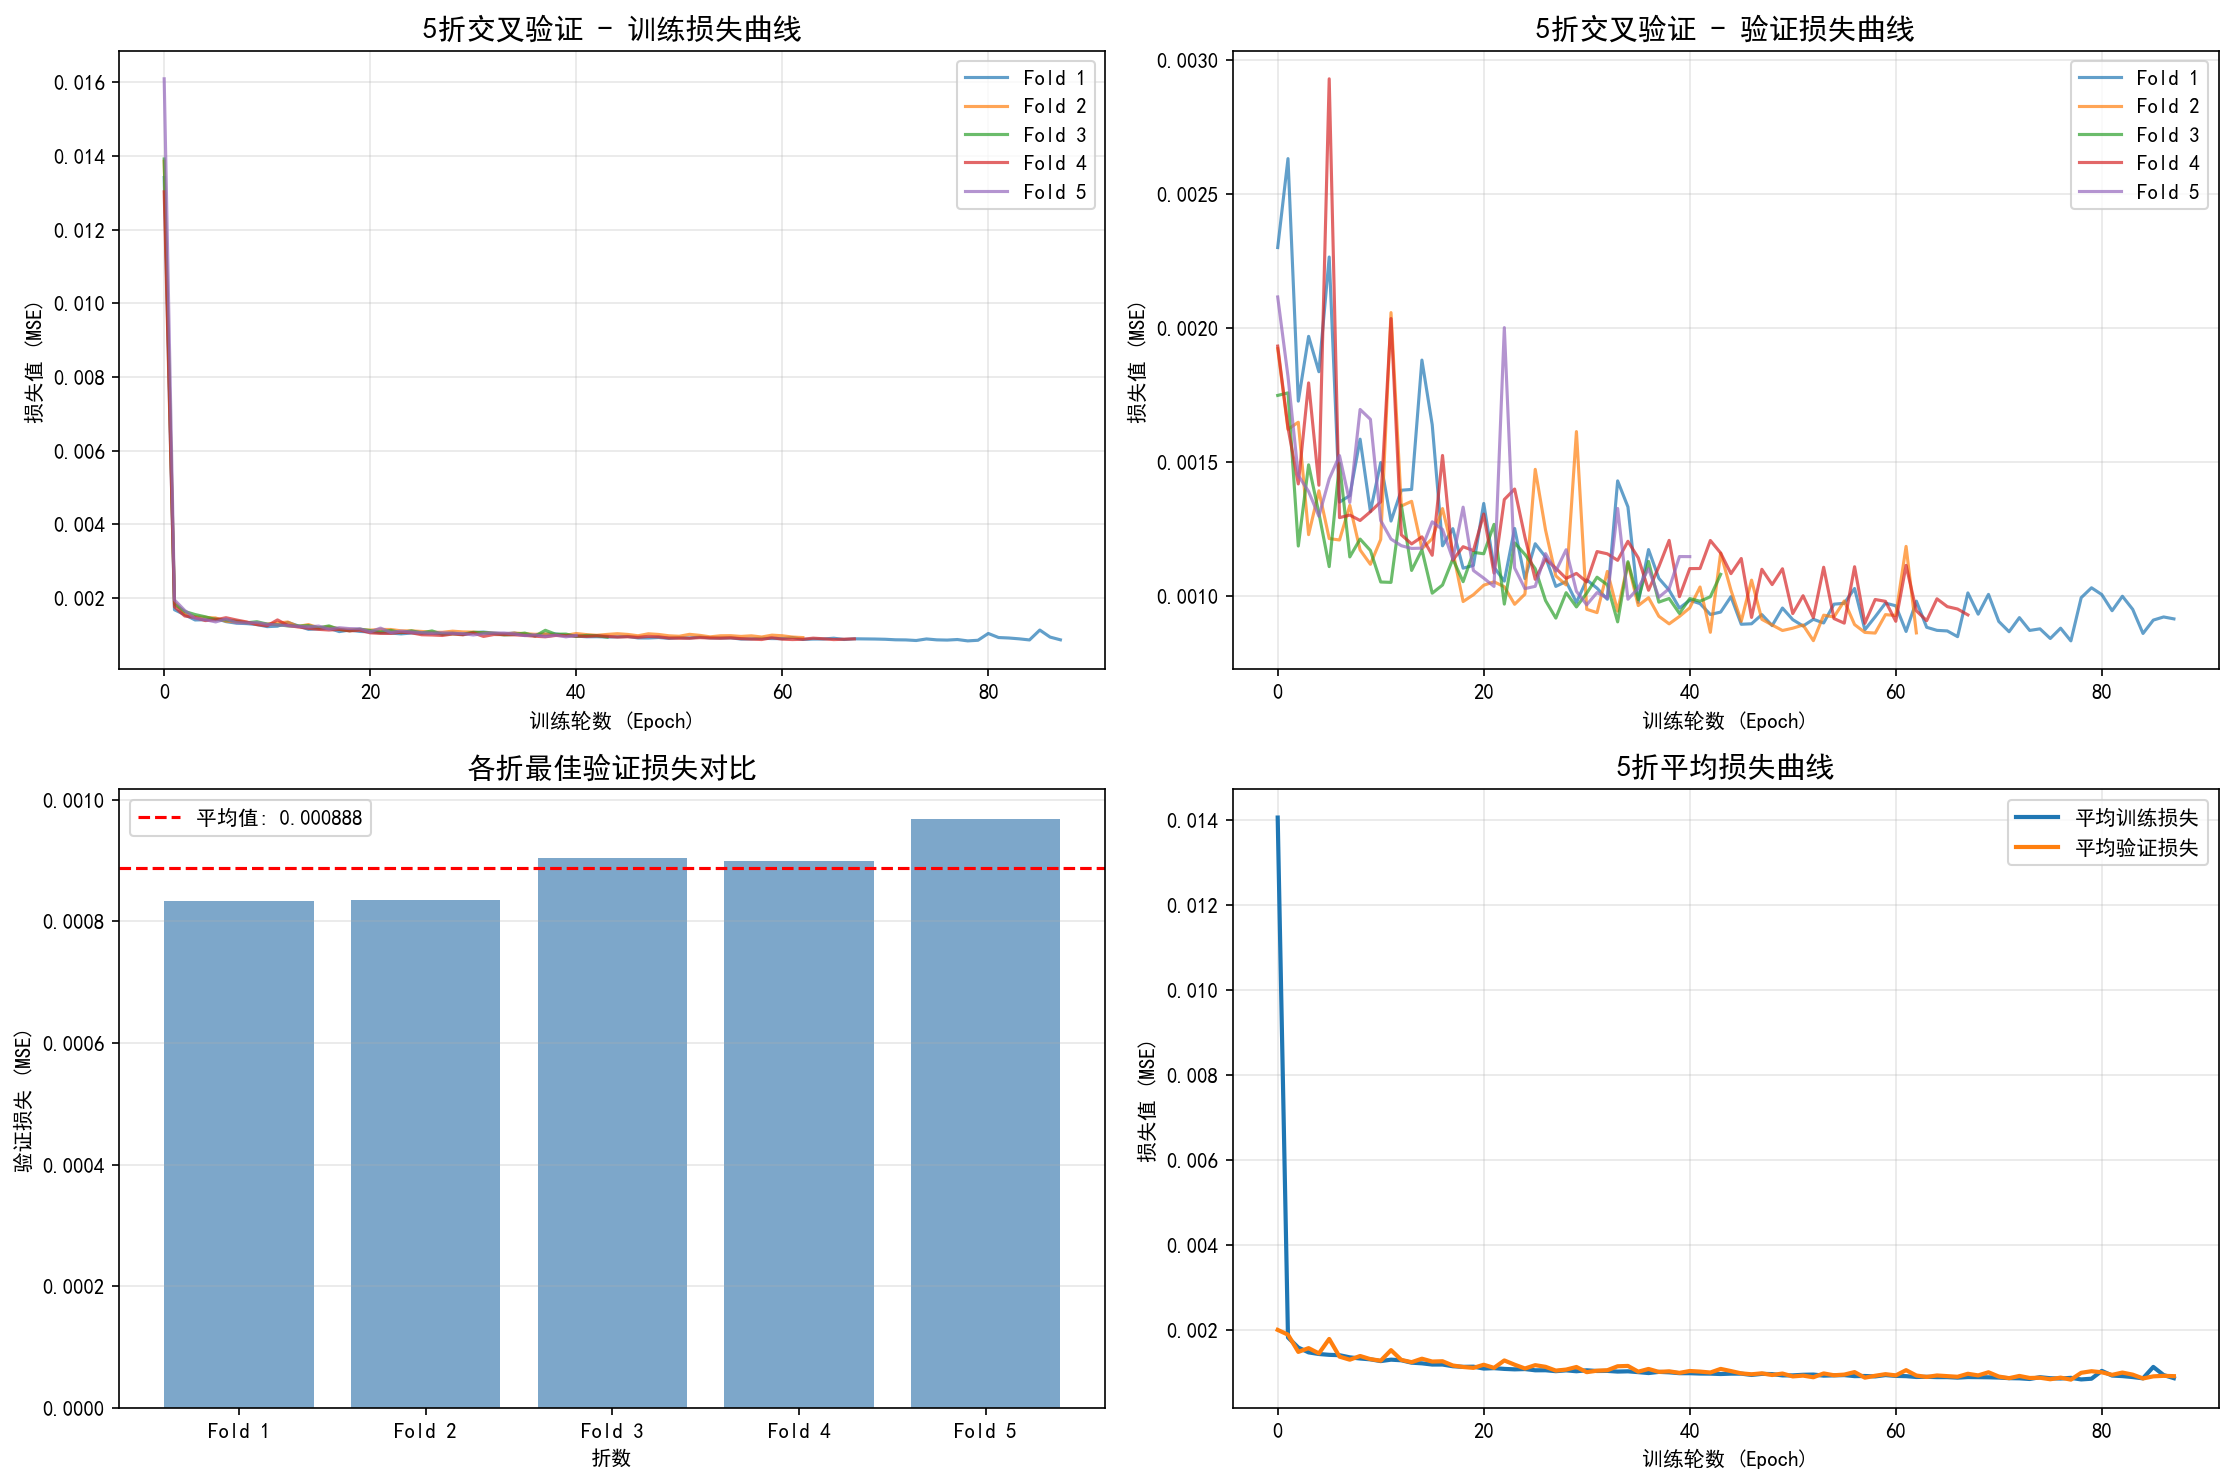 5折交叉验证 - 训练损失曲线
0.016
0.014
0.012
0.010
0.008
0.006
0.004
0.002
损失值 (MSE)
Fold 1
Fold 2
Fold 3
Fold 4
Fold 5
0
20
40
60
80
训练轮数 (Epoch)
5折交叉验证 - 验证损失曲线
0.0030
0.0025
0.0020
0.0015
0.0010
损失值 (MSE)
Fold 1
Fold 2
Fold 3
Fold 4
Fold 5
0
20
40
60
80
训练轮数 (Epoch)
各折最佳验证损失对比
0.0010
0.0008
0.0006
0.0004
0.0002
0.0000
验证损失 (MSE)
平均值: 0.000888
Fold 1
Fold 2
Fold 3
Fold 4
Fold 5
折数
5折平均损失曲线
0.014
0.012
0.010
0.008
0.006
0.004
0.002
损失值 (MSE)
平均训练损失
平均验证损失
0
20
40
60
80
训练轮数 (Epoch)